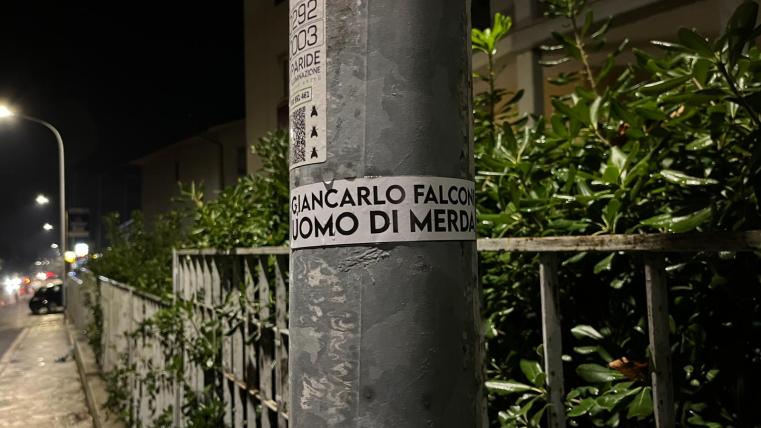 292
003
PARIDE
GIANCARLO FALCON
UOMO DI MERDA